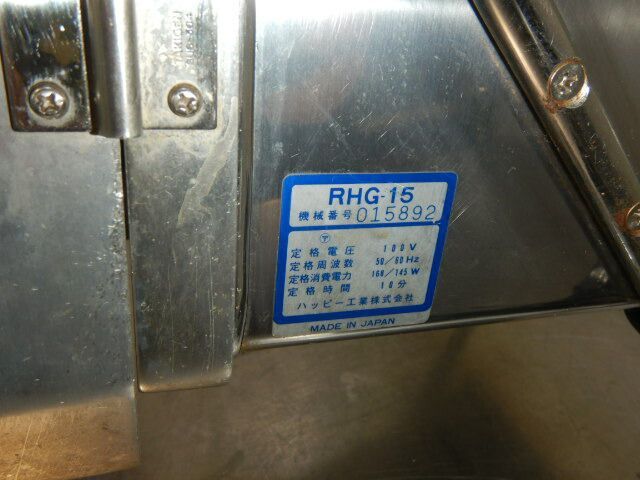 TAKIGEN
RHG-15
機械番号 015892
〒
定格電圧 100V
定格周波数 50/60Hz
定格消費電力 160/145W
定格時間 10分
ハッピー工業株式会社
MADE IN JAPAN